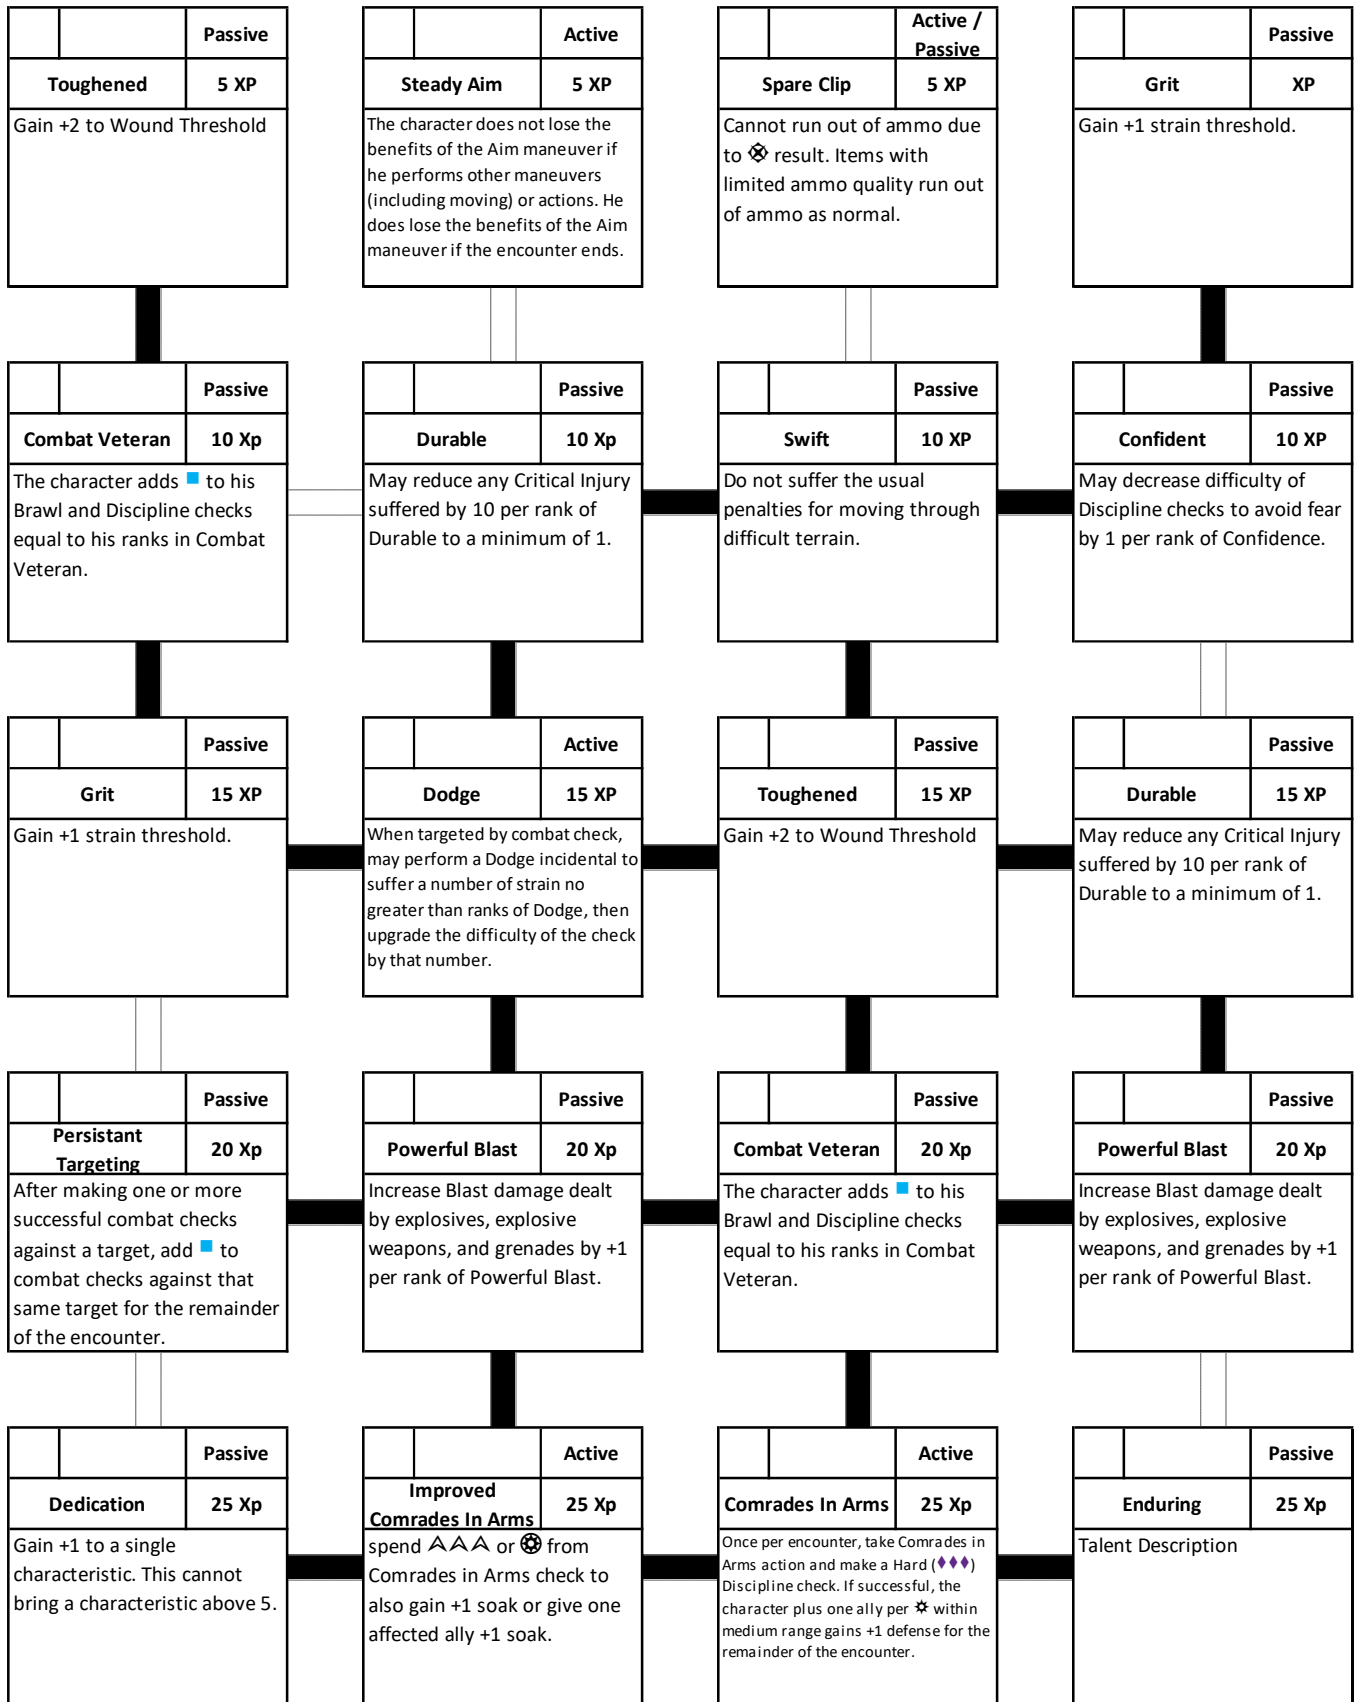 Passive
Toughened 5 XP
Gain +2 to Wound Threshold
Active
Steady Aim 5 XP
The character does not lose the
benefits of the Aim maneuver if
he performs other maneuvers
(including moving) or actions. He
does lose the benefits of the Aim
maneuver if the encounter ends.
Active /
Passive
Spare Clip 5 XP
Cannot run out of ammo due
to result. Items with
limited ammo quality run out
of ammo as normal.
Passive
Grit XP
Gain +1 strain threshold.
Passive
Combat Veteran 10 Xp
The character adds to his
Brawl and Discipline checks
equal to his ranks in Combat
Veteran.
Passive
Durable 10 Xp
May reduce any Critical Injury
suffered by 10 per rank of
Durable to a minimum of 1.
Passive
Swift 10 XP
Do not suffer the usual
penalties for moving through
difficult terrain.
Passive
Confident 10 XP
May decrease difficulty of
Discipline checks to avoid fear
by 1 per rank of Confidence.
Passive
Grit 15 XP
Gain +1 strain threshold.
Active
Dodge 15 XP
When targeted by combat check,
may perform a Dodge incidental to
suffer a number of strain no
greater than ranks of Dodge, then
upgrade the difficulty of the check
by that number.
Passive
Toughened 15 XP
Gain +2 to Wound Threshold
Passive
Durable 15 XP
May reduce any Critical Injury
suffered by 10 per rank of
Durable to a minimum of 1.
Passive
Persistant
Targeting 20 Xp
After making one or more
successful combat checks
against a target, add to
combat checks against that
same target for the remainder
of the encounter.
Passive
Powerful Blast 20 Xp
Increase Blast damage dealt
by explosives, explosive
weapons, and grenades by +1
per rank of Powerful Blast.
Passive
Combat Veteran 20 Xp
The character adds to his
Brawl and Discipline checks
equal to his ranks in Combat
Veteran.
Passive
Powerful Blast 20 Xp
Increase Blast damage dealt
by explosives, explosive
weapons, and grenades by +1
per rank of Powerful Blast.
Passive
Dedication 25 Xp
Gain +1 to a single
characteristic. This cannot
bring a characteristic above 5.
Active
Improved
Comrades In Arms 25 Xp
spend or from
Comrades in Arms check to
also gain +1 soak or give one
affected ally +1 soak.
Active
Comrades In Arms 25 Xp
Once per encounter, take Comrades in
Arms action and make a Hard (♦♦♦)
Discipline check. If successful, the
character plus one ally per within
medium range gains +1 defense for the
remainder of the encounter.
Passive
Enduring 25 Xp
Talent Description